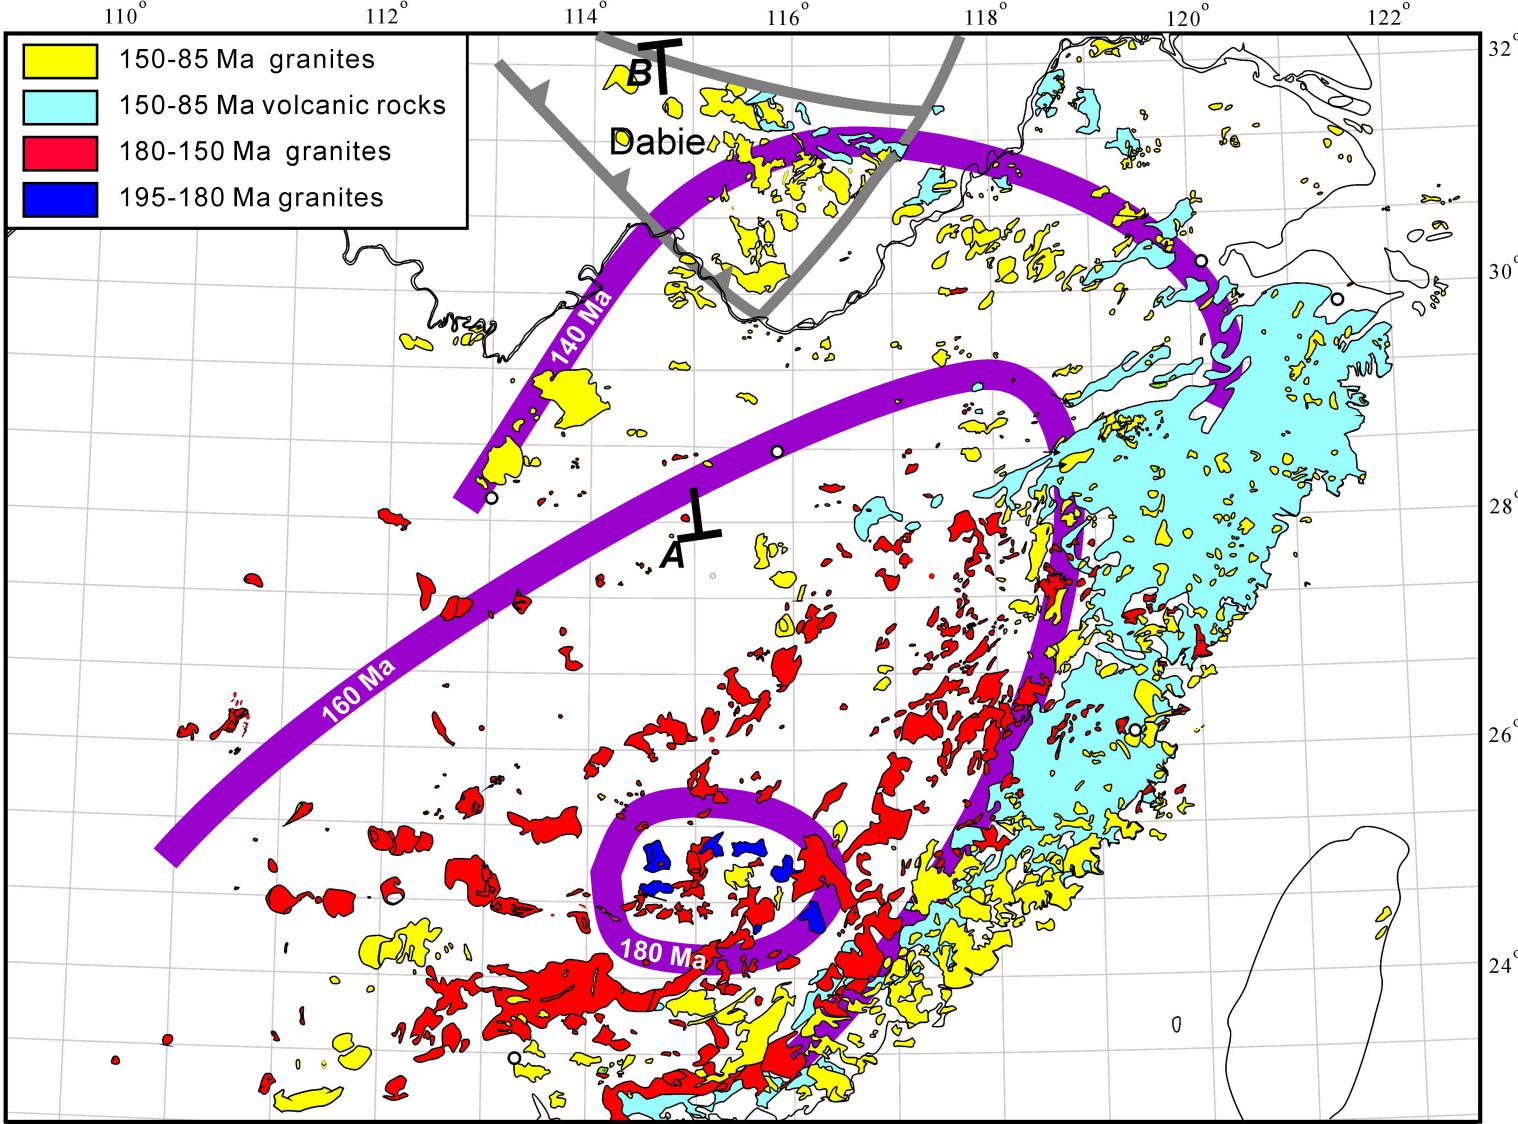 110° 112° 114° 116° 118° 120° 122°
150-85 Ma granites
150-85 Ma volcanic rocks
180-150 Ma granites
195-180 Ma granites
32°
B
Dabie
30°
140 Ma
28°
A
160 Ma
26°
180 Ma
24°